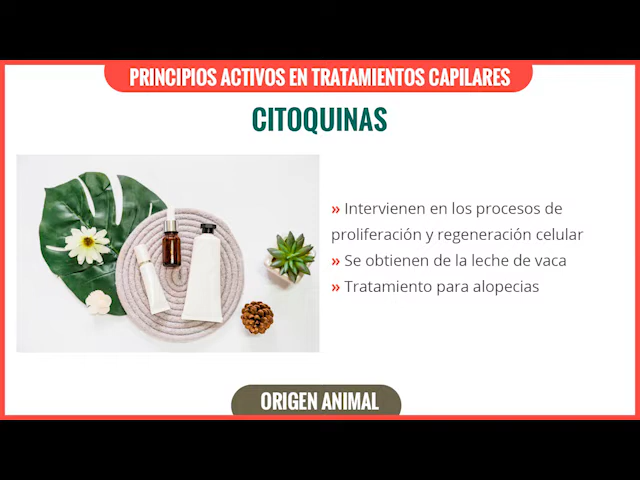 PRINCIPIOS ACTIVOS EN TRATAMIENTOS CAPILARES
CITOQUINAS
» Intervienen en los procesos de
proliferación y regeneración celular
» Se obtienen de la leche de vaca
» Tratamiento para alopecias
ORIGEN ANIMAL